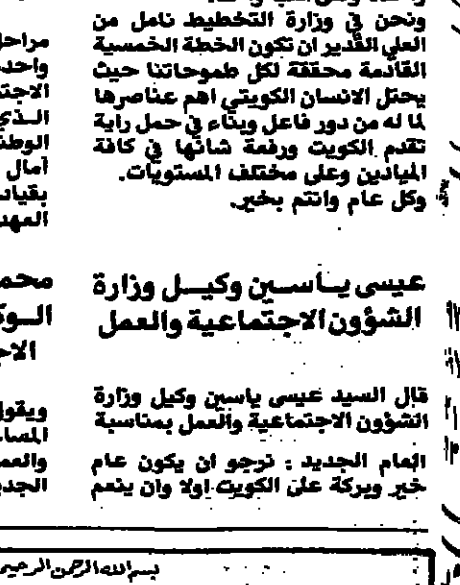 ونحن في وزارة التخطيط نامل من
العلي القدير ان تكون الخطة الخمسية
القادمة محققة لكل طموحاتنا حيث
يحتل الانسان الكويتي اهم عناصرها
لما له من دور فاعل وبناء في حمل راية
تقدم الكويت ورفعة شانها في كافة
الميادين وعلى مختلف المستويات.
وكل عام وانتم بخير.
عيسى ياسين وكيل وزارة
الشؤون الاجتماعية والعمل
قال السيد عيسى ياسين وكيل وزارة
الشؤون الاجتماعية والعمل بمناسبة
العام الجديد : نرجو ان يكون عام
خير وبركة على الكويت اولا وان ينعم
مراحل
واحد
الاجت
الذي
الوطن
آمال
بقياد
العهد
محم
الوك
الاج
ويقول
المسا
والعم
الجدي
بسم الله الرحمن الرحيم